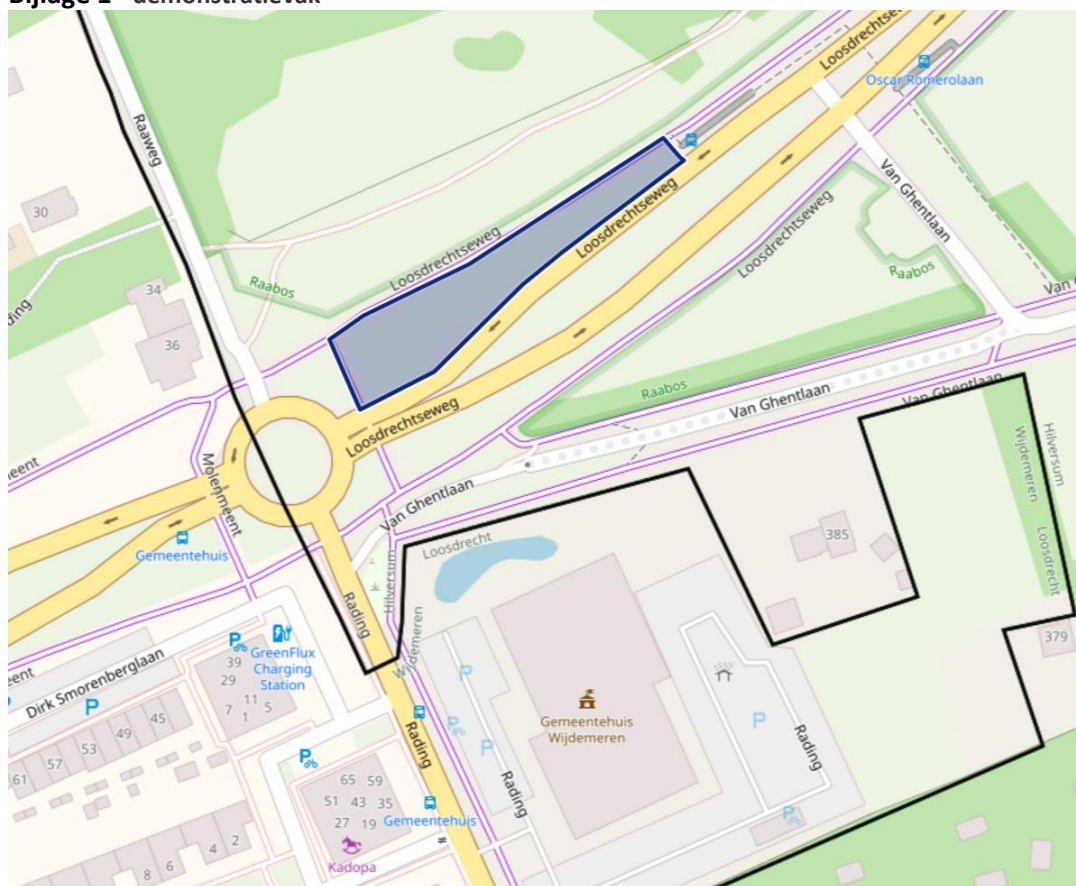 Bijlage 1 - demonstratievak
Loosdrechtseweg
Oscar Romerolaan
Raaweg
30
Van Ghentlaan
Loosdrechtseweg
Loosdrechtseweg
Loosdrechtseweg
Raabos
Raabos
34
36
Raabos
Van Ghentlaan
Van Ghentlaan
Loosdrechtseweg
Molenmeent
Van Ghentlaan
Hilversum
Wijdemeren
Loosdrecht
Gemeentehuis
Loosdrecht
385
Hilversum
Wijdemeren
Rading
379
GreenFlux
Charging
Station
39
29
11
7 5
1
Dirk Smorenberglaan
P
P
P
P
P
P
P
45
49
53
57
61
Gemeentehuis
Wijdemeren
Rading
Rading
Rading
65 59
51 43 35
27 19
Gemeentehuis
Kadopa
2
4
6
8